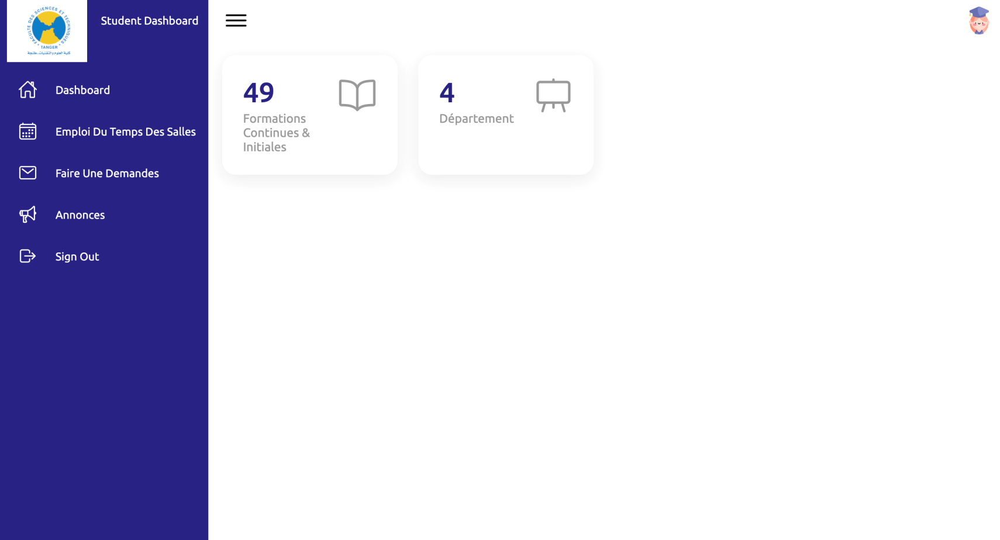 FACULTE DES SCIENCES ET TECHNIQUES
TANGER
كلية العلوم والتقنيات - طنجة
Student Dashboard
Dashboard
Emploi Du Temps Des Salles
Faire Une Demandes
Annonces
Sign Out
49
Formations
Continues &
Initiales
4
Département